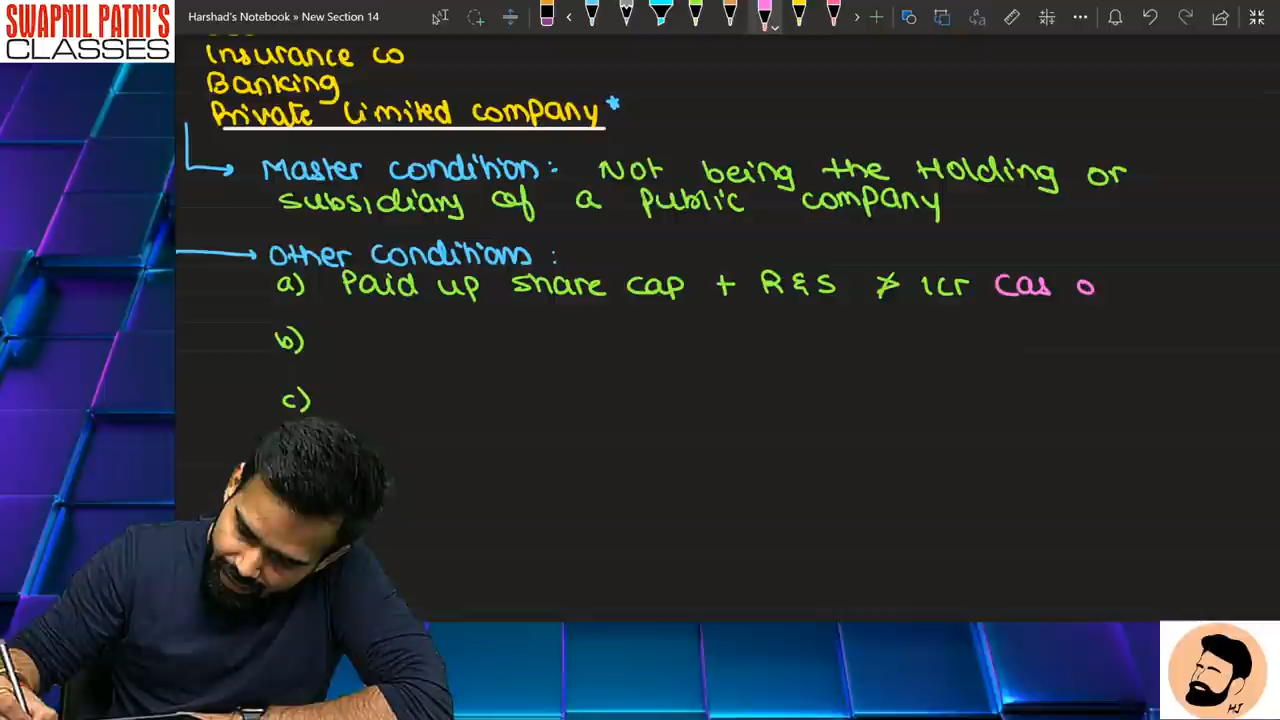 SWAPNIL PATNI'S
CLASSES
Harshad's Notebook » New Section 14
Insurance co
Banking
Private Limited company *
Master condition: Not being the Holding or
subsidiary of a public company
Other conditions:
a) Paid up share cap + R & S ≯ 1cr Cas o
b)
c)
HJ